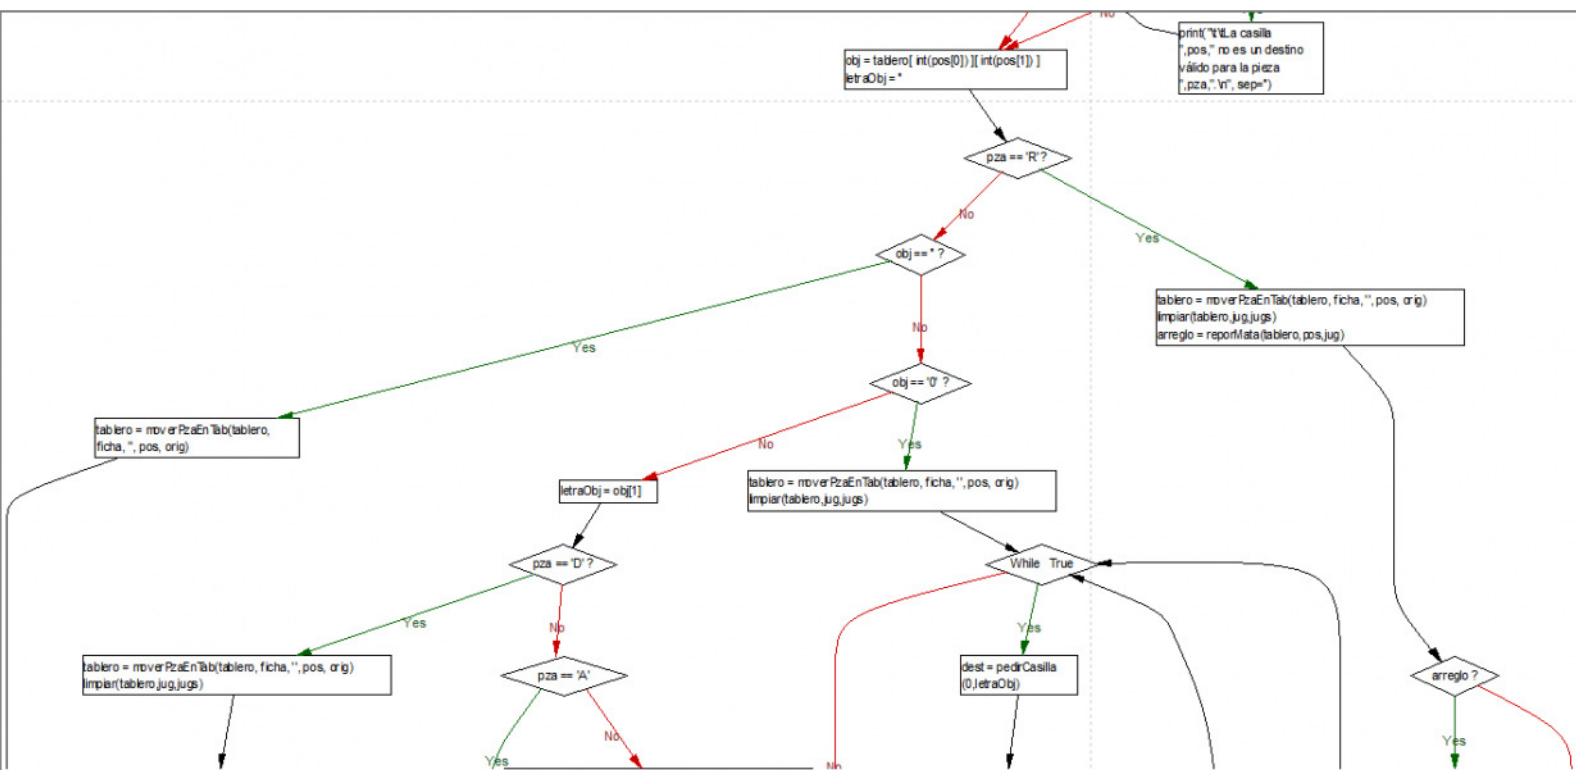 No
print("\t\tLa casilla
",pos," no es un destino
válido para la pieza
",pza,".\n", sep='')
obj = tablero[ int(pos[0]) ][ int(pos[1]) ]
letraObj = ''
pza == 'R' ?
No
Yes
obj == '' ?
tablero = moverPzaEnTab(tablero, ficha, '', pos, orig)
limpiar(tablero,jug,jugs)
arreglo = reporMata(tablero,pos,jug)
No
Yes
obj == '0' ?
tablero = moverPzaEnTab(tablero,
ficha, '', pos, orig)
No
Yes
letraObj = obj[1]
tablero = moverPzaEnTab(tablero, ficha, '', pos, orig)
limpiar(tablero,jug,jugs)
pza == 'D' ?
While True
Yes
No
Yes
tablero = moverPzaEnTab(tablero, ficha, '', pos, orig)
limpiar(tablero,jug,jugs)
pza == 'A'
dest = pedirCasilla
(0,letraObj)
arreglo ?
No
Yes
Yes
No